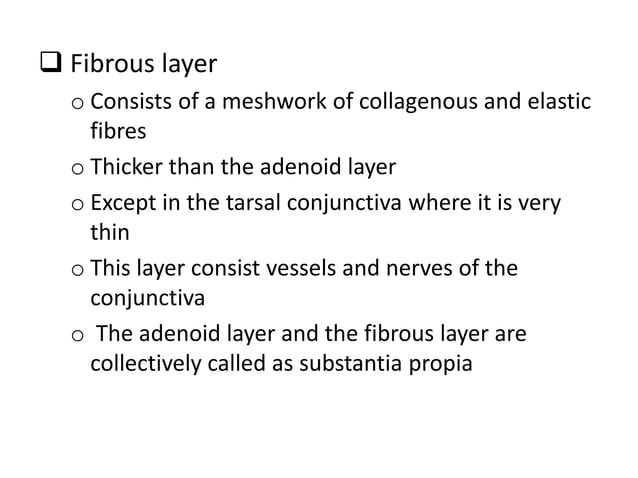 ❑ Fibrous layer
o Consists of a meshwork of collagenous and elastic
fibres
o Thicker than the adenoid layer
o Except in the tarsal conjunctiva where it is very
thin
o This layer consist vessels and nerves of the
conjunctiva
o The adenoid layer and the fibrous layer are
collectively called as substantia propia